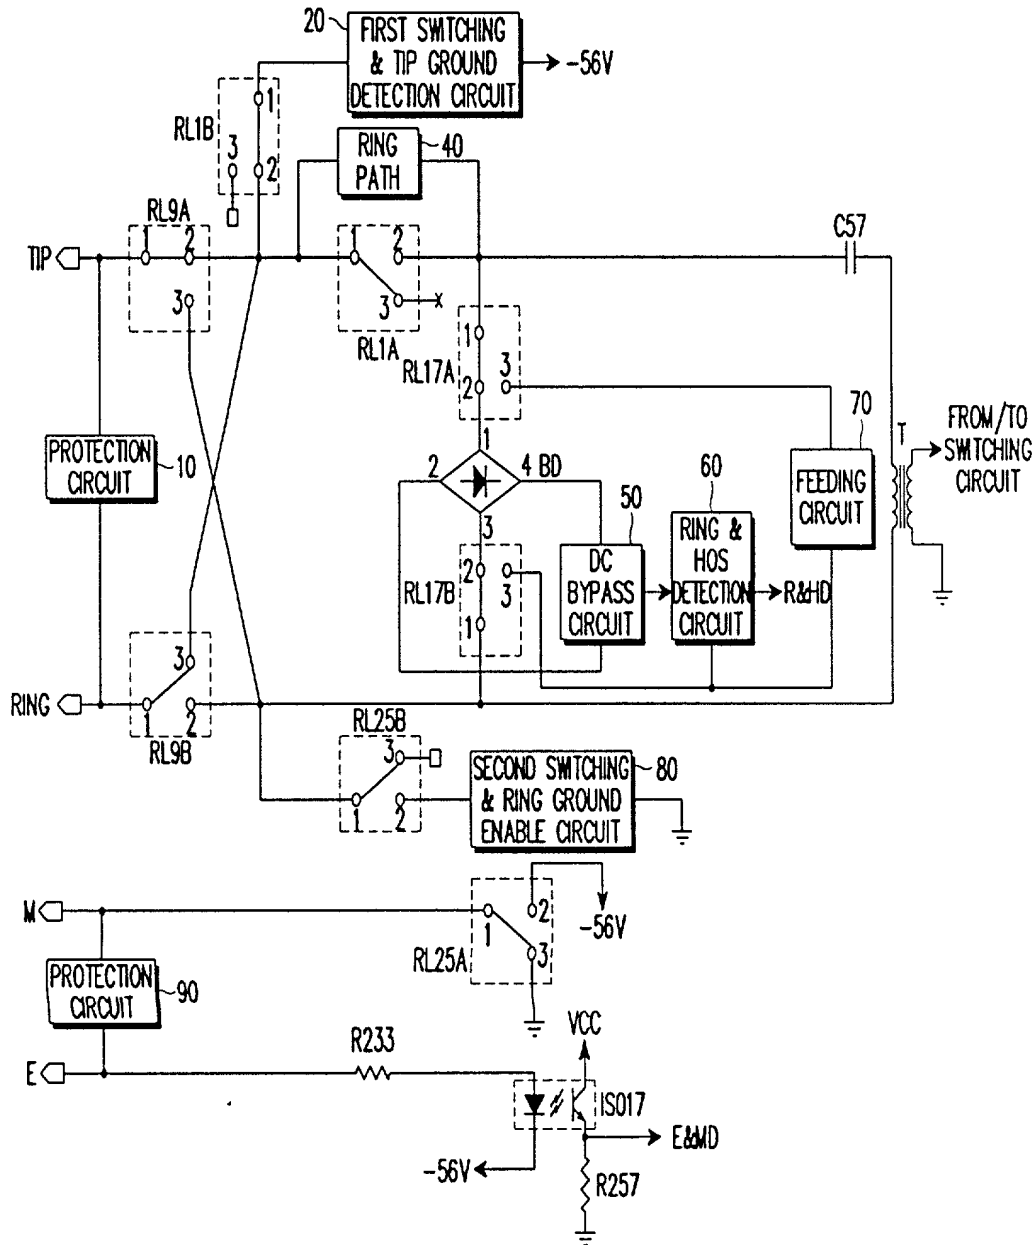 20
FIRST SWITCHING
& TIP GROUND
DETECTION CIRCUIT
-56V
RL1B
1
3
2
RING
PATH
40
RL9A
TIP
1
2
3
1
2
3
RL1A
C57
1
RL17A
2
3
PROTECTION
CIRCUIT
10
1
2
4 BD
3
50
60
70
T
FROM/TO
SWITCHING
CIRCUIT
FEEDING
CIRCUIT
RING &
HOS
DETECTION
CIRCUIT
R&HD
DC
BYPASS
CIRCUIT
RL17B
2
3
1
RING
3
1
2
RL9B
RL25B
3
1
2
SECOND SWITCHING
& RING GROUND
ENABLE CIRCUIT
80
M
1
2
3
-56V
RL25A
PROTECTION
CIRCUIT
90
E
R233
VCC
ISO17
E&MD
-56V
R257